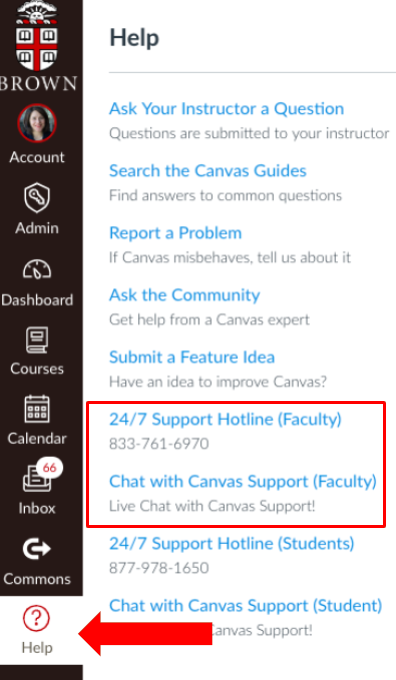 BROWN
Account
Admin
Dashboard
Courses
Calendar
66
Inbox
Commons
?
Help
Help
Ask Your Instructor a Question
Questions are submitted to your instructor
Search the Canvas Guides
Find answers to common questions
Report a Problem
If Canvas misbehaves, tell us about it
Ask the Community
Get help from a Canvas expert
Submit a Feature Idea
Have an idea to improve Canvas?
24/7 Support Hotline (Faculty)
833-761-6970
Chat with Canvas Support (Faculty)
Live Chat with Canvas Support!
24/7 Support Hotline (Students)
877-978-1650
Chat with Canvas Support (Student)
Support!